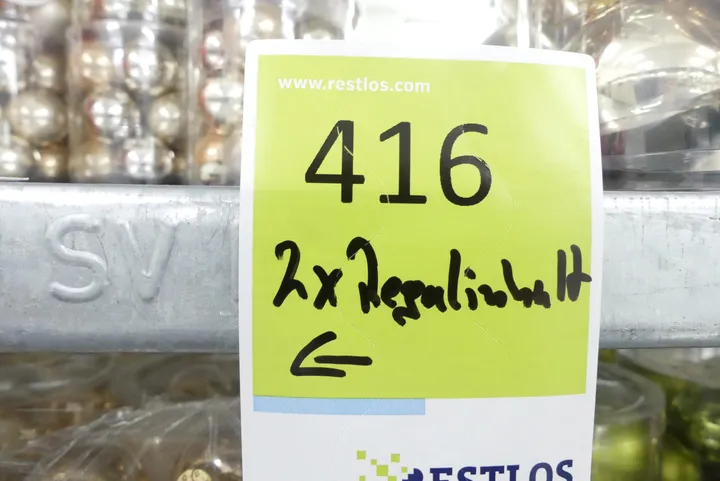 www.restlos.com
416
SV
2x Regalinhalt
←
RESTLOS